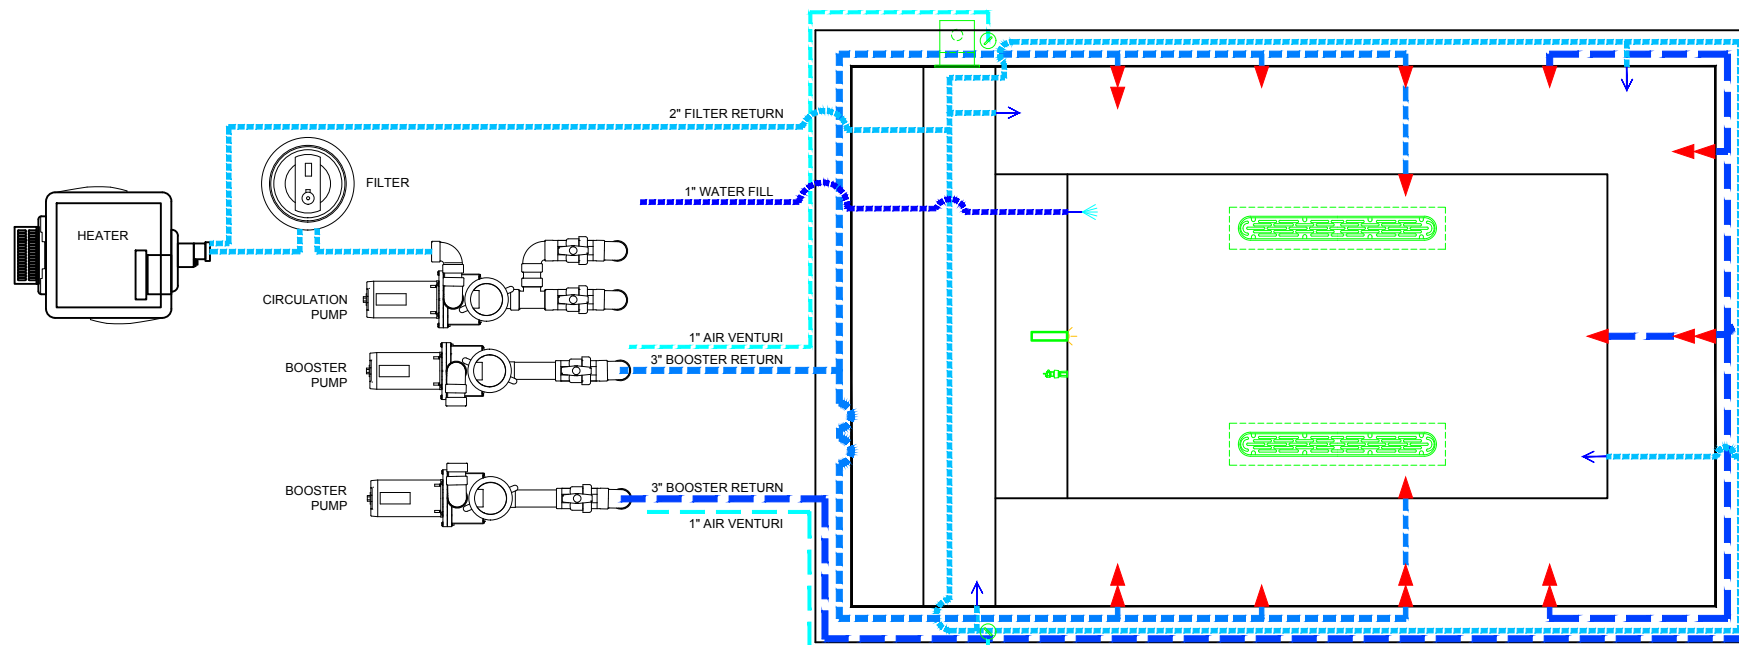 2" FILTER RETURN
FILTER
1" WATER FILL
HEATER
CIRCULATION
PUMP
1" AIR VENTURI
3" BOOSTER RETURN
BOOSTER
PUMP
3" BOOSTER RETURN
BOOSTER
PUMP
1" AIR VENTURI